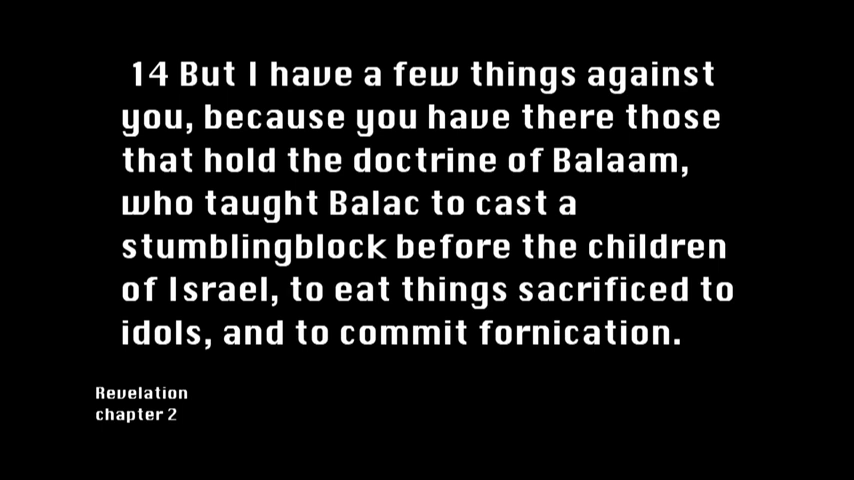 14 But I have a few things against
you, because you have there those
that hold the doctrine of Balaam,
who taught Balac to cast a
stumblingblock before the children
of Israel, to eat things sacrificed to
idols, and to commit fornication.
Revelation
chapter 2